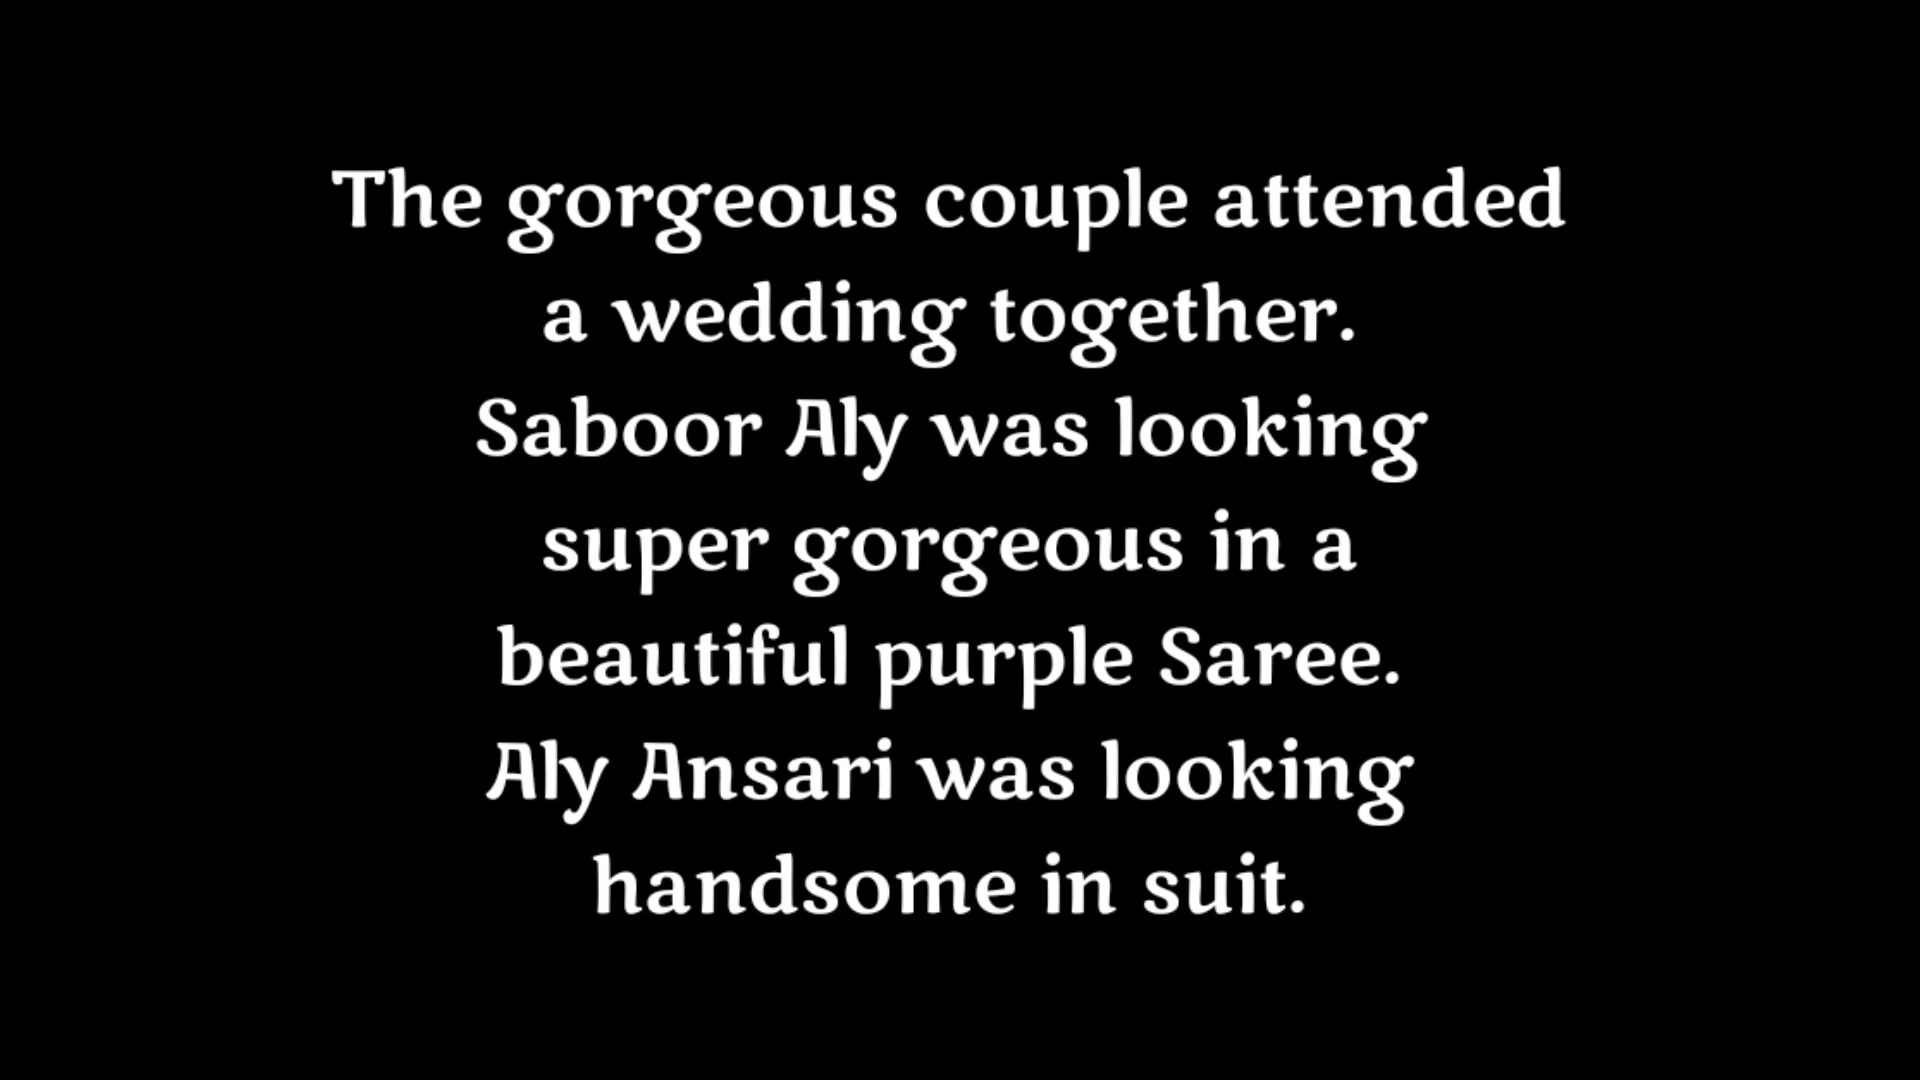 The gorgeous couple attended
a wedding together.
Saboor Aly was looking
super gorgeous in a
beautiful purple Saree.
Aly Ansari was looking
handsome in suit.